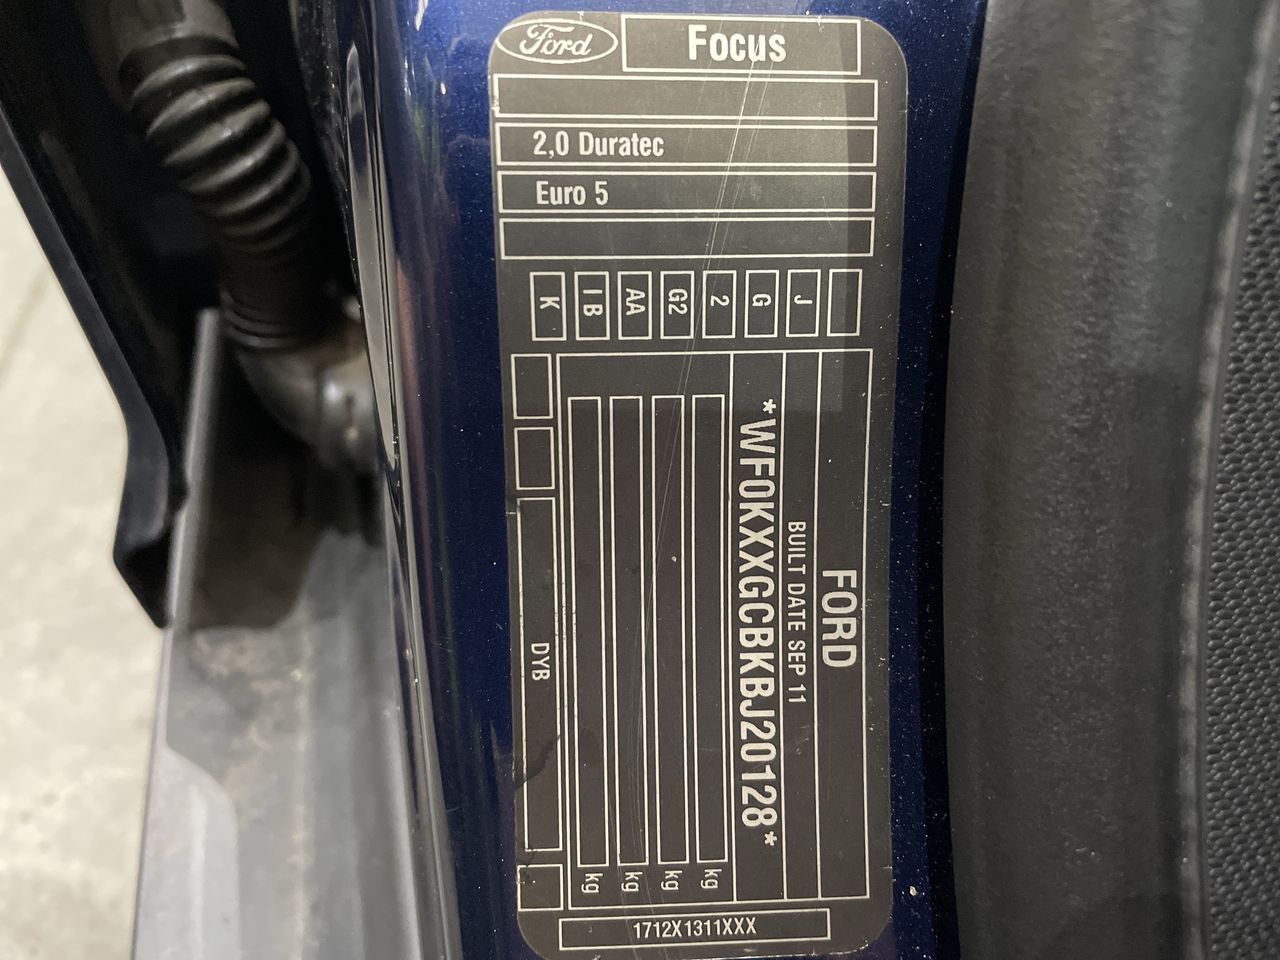 Ford
Focus
2,0 Duratec
Euro 5
K
I B
AA
G2
2
G
J
FORD
BUILT DATE SEP 11
*WF0KXXGCBKBJ20128*
kg
kg
kg
kg
DYB
1712X1311XXX